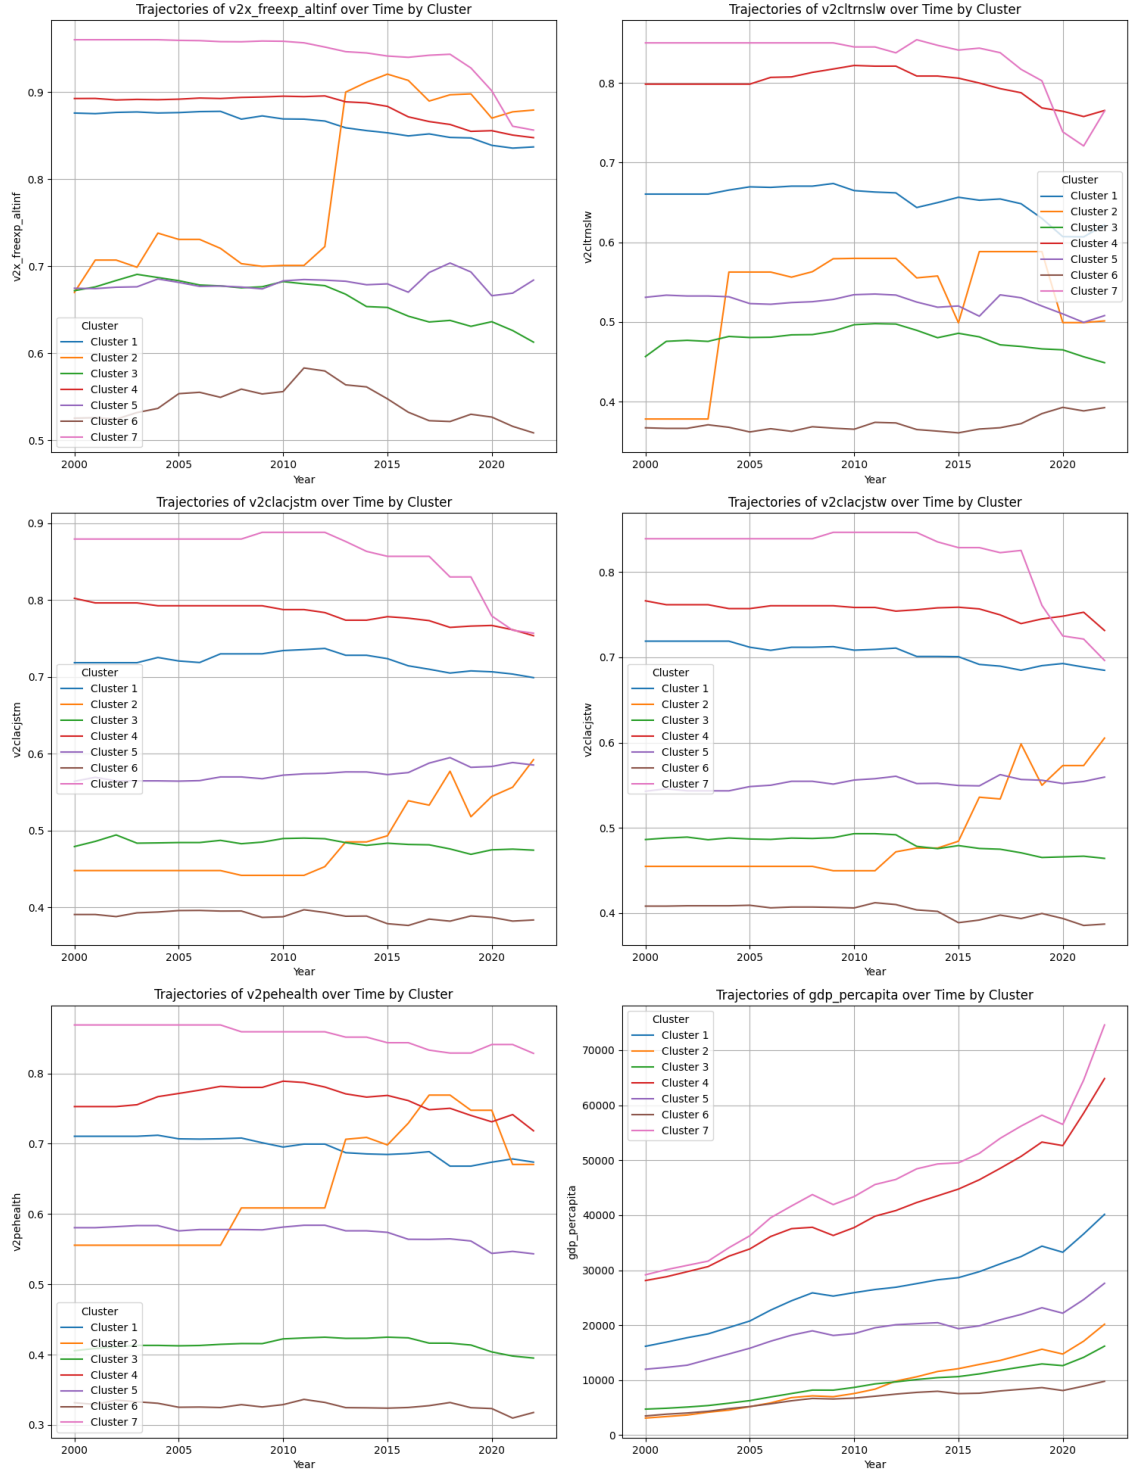 Trajectories of v2x_freexp_altinf over Time by Cluster
v2x_freexp_altinf
0.9
0.8
0.7
0.6
0.5
Cluster
Cluster 1
Cluster 2
Cluster 3
Cluster 4
Cluster 5
Cluster 6
Cluster 7
2000
2005
2010
2015
2020
Year
Trajectories of v2cltrnslw over Time by Cluster
v2cltrnslw
0.8
0.7
0.6
0.5
0.4
Cluster
Cluster 1
Cluster 2
Cluster 3
Cluster 4
Cluster 5
Cluster 6
Cluster 7
2000
2005
2010
2015
2020
Year
Trajectories of v2clacjstm over Time by Cluster
v2clacjstm
0.9
0.8
0.7
0.6
0.5
0.4
Cluster
Cluster 1
Cluster 2
Cluster 3
Cluster 4
Cluster 5
Cluster 6
Cluster 7
2000
2005
2010
2015
2020
Year
Trajectories of v2clacjstw over Time by Cluster
v2clacjstw
0.8
0.7
0.6
0.5
0.4
Cluster
Cluster 1
Cluster 2
Cluster 3
Cluster 4
Cluster 5
Cluster 6
Cluster 7
2000
2005
2010
2015
2020
Year
Trajectories of v2pehealth over Time by Cluster
v2pehealth
0.8
0.7
0.6
0.5
0.4
0.3
Cluster
Cluster 1
Cluster 2
Cluster 3
Cluster 4
Cluster 5
Cluster 6
Cluster 7
2000
2005
2010
2015
2020
Year
Trajectories of gdp_percapita over Time by Cluster
gdp_percapita
70000
60000
50000
40000
30000
20000
10000
0
Cluster
Cluster 1
Cluster 2
Cluster 3
Cluster 4
Cluster 5
Cluster 6
Cluster 7
2000
2005
2010
2015
2020
Year